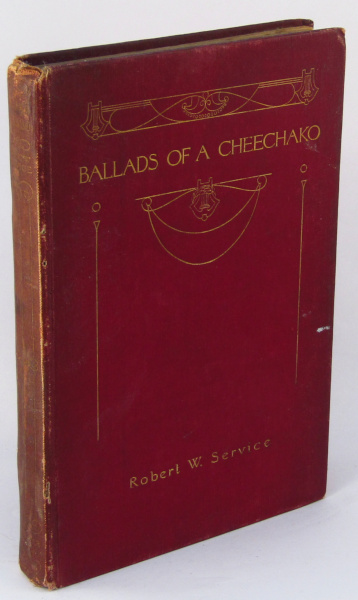 BALLADS OF A CHEECHAKO
Robert W. Service